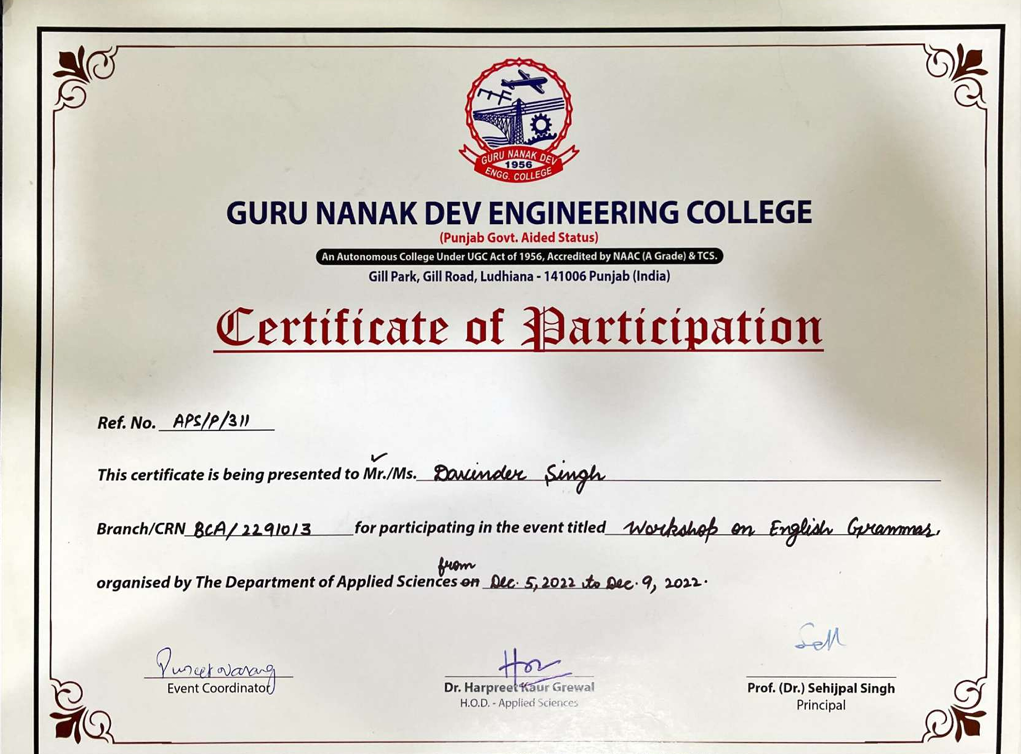 GURU NANAK DEV
1956
ENGG. COLLEGE
GURU NANAK DEV ENGINEERING COLLEGE
(Punjab Govt. Aided Status)
An Autonomous College Under UGC Act of 1956, Accredited by NAAC (A Grade) & TCS.
Gill Park, Gill Road, Ludhiana - 141006 Punjab (India)
Certificate of Participation
Ref. No. APS/P/311
This certificate is being presented to Mr./Ms. Davinder Singh
Branch/CRN BCA/2291013 for participating in the event titled Workshop on English Grammar,
organised by The Department of Applied Sciences on from Dec. 5, 2022 to Dec. 9, 2022.
Puneet Narang
Event Coordinator
Dr. Harpreet Kaur Grewal
H.O.D. - Applied Sciences
Prof. (Dr.) Sehijpal Singh
Principal